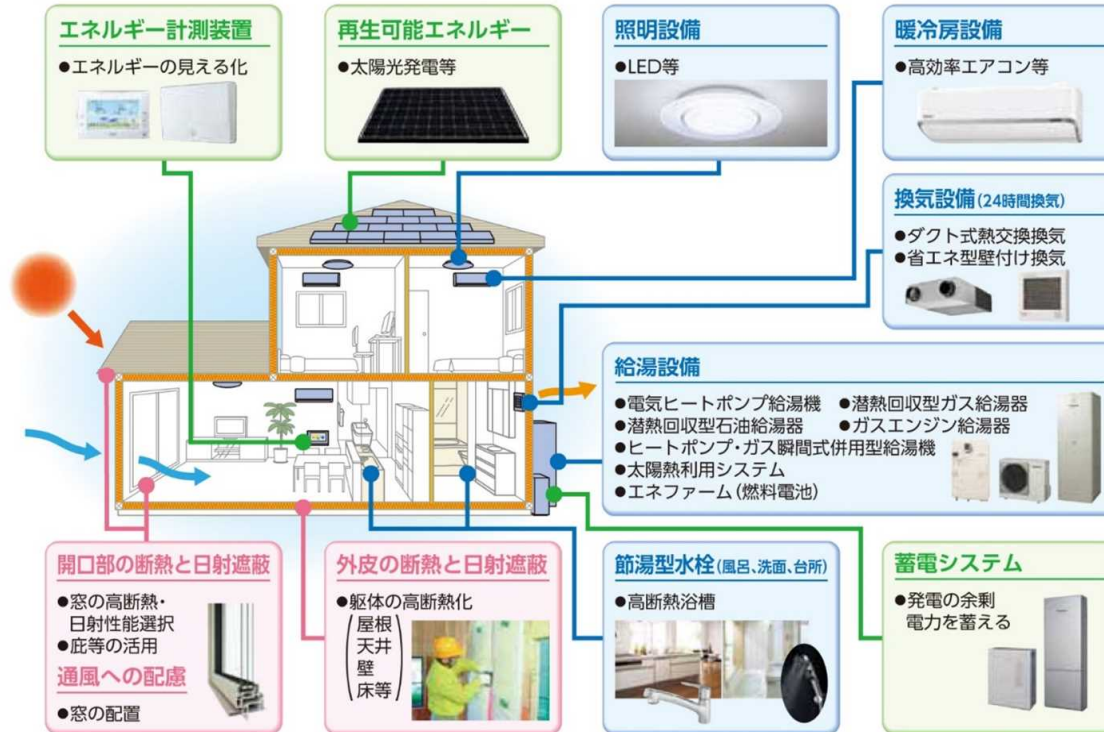 エネルギー計測装置
●エネルギーの見える化
再生可能エネルギー
●太陽光発電等
照明設備
●LED等
暖冷房設備
●高効率エアコン等
換気設備(24時間換気)
●ダクト式熱交換換気
●省エネ型壁付け換気
給湯設備
●電気ヒートポンプ給湯機 ●潜熱回収型ガス給湯器
●潜熱回収型石油給湯器 ●ガスエンジン給湯器
●ヒートポンプ・ガス瞬間式併用型給湯機
●太陽熱利用システム
●エネファーム(燃料電池)
開口部の断熱と日射遮蔽
●窓の高断熱・
日射性能選択
●庇等の活用
通風への配慮
●窓の配置
外皮の断熱と日射遮蔽
●躯体の高断熱化
(屋根
天井
壁
床等)
節湯型水栓(風呂、洗面、台所)
●高断熱浴槽
蓄電システム
●発電の余剰
電力を蓄える